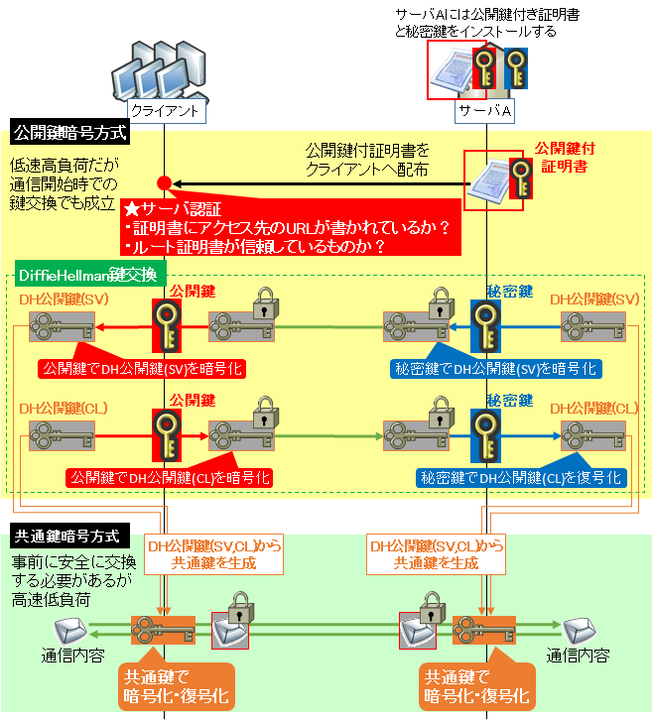 サーバAIには公開鍵付き証明書
と秘密鍵をインストールする
クライアント
サーバA
公開鍵暗号方式
低速高負荷だが
通信開始時での
鍵交換でも成立
公開鍵付証明書を
クライアントへ配布
公開鍵付
証明書
★サーバ認証
・証明書にアクセス先のURLが書かれているか？
・ルート証明書が信頼しているものか？
DiffieHellman鍵交換
DH公開鍵(SV)
公開鍵
秘密鍵
DH公開鍵(SV)
公開鍵でDH公開鍵(SV)を暗号化
秘密鍵でDH公開鍵(SV)を暗号化
DH公開鍵(CL)
公開鍵
秘密鍵
DH公開鍵(CL)
公開鍵でDH公開鍵(CL)を暗号化
秘密鍵でDH公開鍵(CL)を復号化
共通鍵暗号方式
事前に安全に交換
する必要があるが
高速低負荷
DH公開鍵(SV,CL)から
共通鍵を生成
DH公開鍵(SV,CL)から
共通鍵を生成
通信内容
通信内容
共通鍵で
暗号化・復号化
共通鍵で
暗号化・復号化